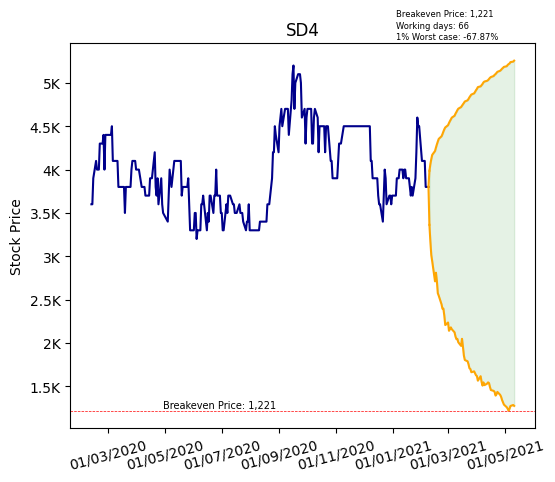 Breakeven Price: 1,221
Working days: 66
1% Worst case: -67.87%
SD4
Stock Price
5K
4.5K
4K
3.5K
3K
2.5K
2K
1.5K
Breakeven Price: 1,221
01/03/2020
01/05/2020
01/07/2020
01/09/2020
01/11/2020
01/01/2021
01/03/2021
01/05/2021